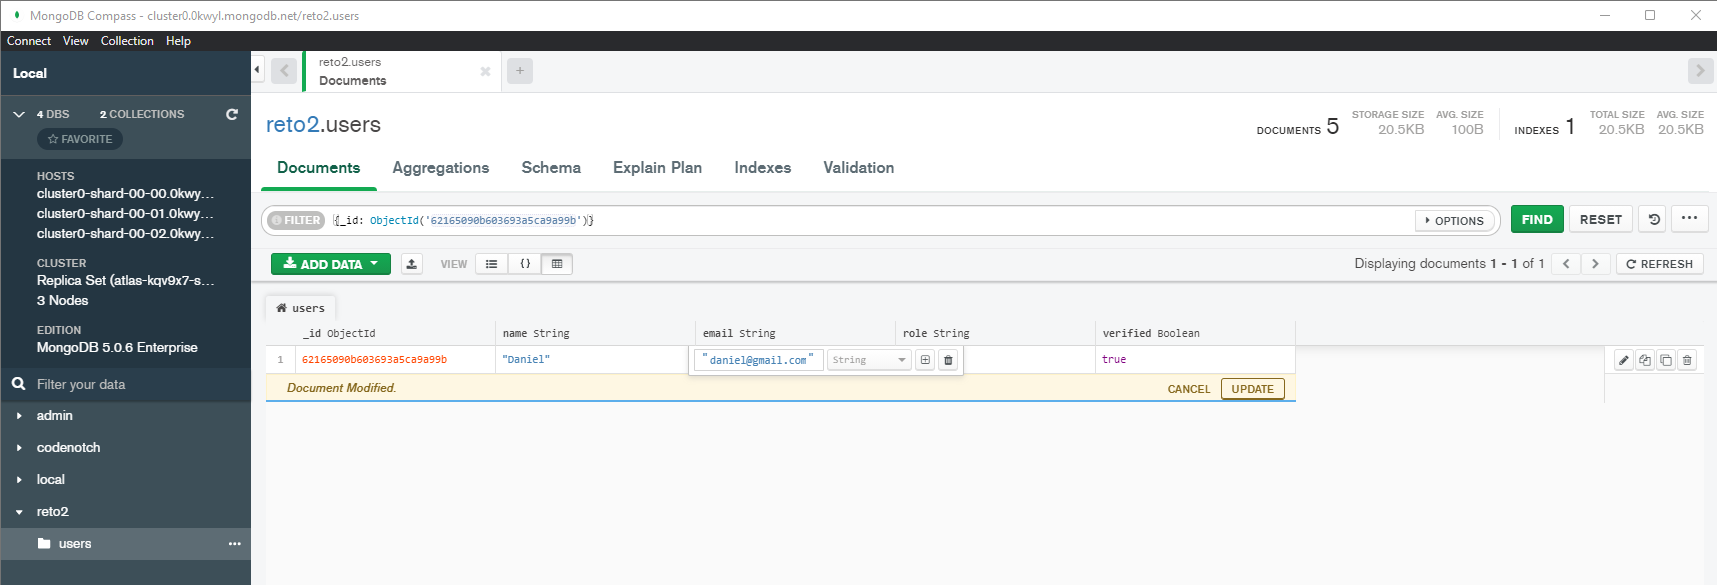 MongoDB Compass - cluster0.0kwyl.mongodb.net/reto2.users
Connect View Collection Help
Local
4 DBS 2 COLLECTIONS
FAVORITE
HOSTS
cluster0-shard-00-00.0kwy...
cluster0-shard-00-01.0kwy...
cluster0-shard-00-02.0kwy...
CLUSTER
Replica Set (atlas-kqv9x7-s...
3 Nodes
EDITION
MongoDB 5.0.6 Enterprise
Filter your data
admin
codenotch
local
reto2
users
reto2.users
Documents
reto2.users
DOCUMENTS 5 STORAGE SIZE 20.5KB AVG. SIZE 100B INDEXES 1 TOTAL SIZE 20.5KB AVG. SIZE 20.5KB
Documents Aggregations Schema Explain Plan Indexes Validation
FILTER {_id: ObjectId('62165090b603693a5ca9a99b')} OPTIONS FIND RESET
ADD DATA VIEW {} Displaying documents 1 - 1 of 1 REFRESH
users
_id ObjectId name String email String role String verified Boolean
1 62165090b603693a5ca9a99b "Daniel" "daniel@gmail.com" String true
Document Modified. CANCEL UPDATE